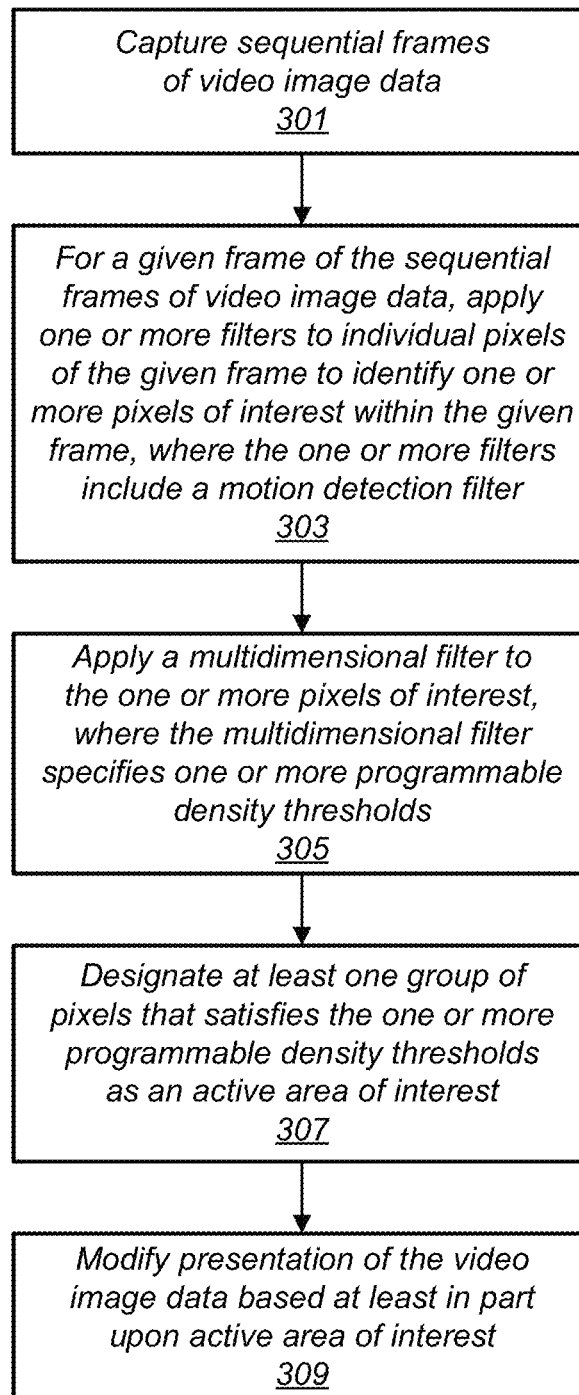 Capture sequential frames
of video image data
301
For a given frame of the sequential
frames of video image data, apply
one or more filters to individual pixels
of the given frame to identify one or
more pixels of interest within the given
frame, where the one or more filters
include a motion detection filter
303
Apply a multidimensional filter to
the one or more pixels of interest,
where the multidimensional filter
specifies one or more programmable
density thresholds
305
Designate at least one group of
pixels that satisfies the one or more
programmable density thresholds
as an active area of interest
307
Modify presentation of the video
image data based at least in part
upon active area of interest
309